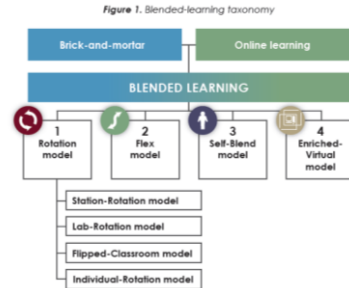 Figure 1. Blended-learning taxonomy
Brick-and-mortar
Online learning
BLENDED LEARNING
1
Rotation
model
2
Flex
model
3
Self-Blend
model
4
Enriched-
Virtual
model
Station-Rotation model
Lab-Rotation model
Flipped-Classroom model
Individual-Rotation model